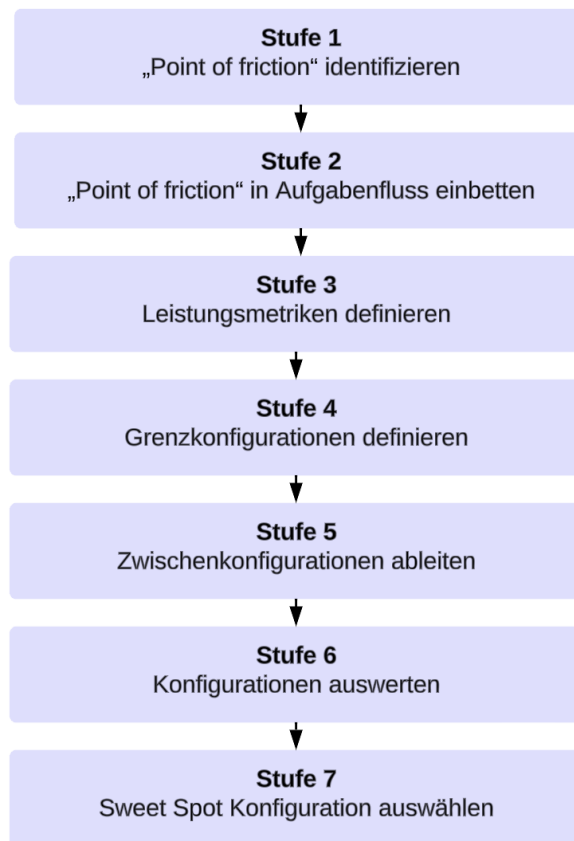 Stufe 1
„Point of friction“ identifizieren
Stufe 2
„Point of friction“ in Aufgabenfluss einbetten
Stufe 3
Leistungsmetriken definieren
Stufe 4
Grenzkonfigurationen definieren
Stufe 5
Zwischenkonfigurationen ableiten
Stufe 6
Konfigurationen auswerten
Stufe 7
Sweet Spot Konfiguration auswählen